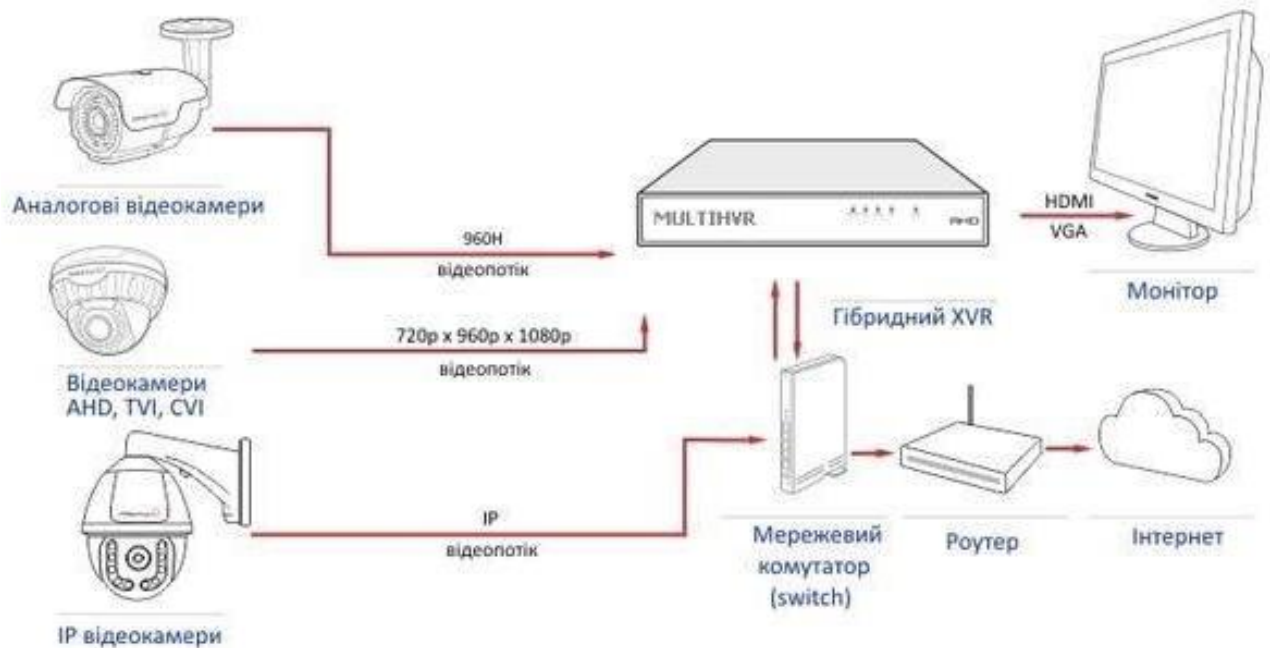 Аналогові відеокамери
960H
відеопотік
MULTIHVR
AHD
HDMI
VGA
Монітор
Гібридний XVR
720p x 960p x 1080p
відеопотік
Відеокамери
AHD, TVI, CVI
IP
відеопотік
IP відеокамери
Мережевий
комутатор
(switch)
Роутер
Інтернет